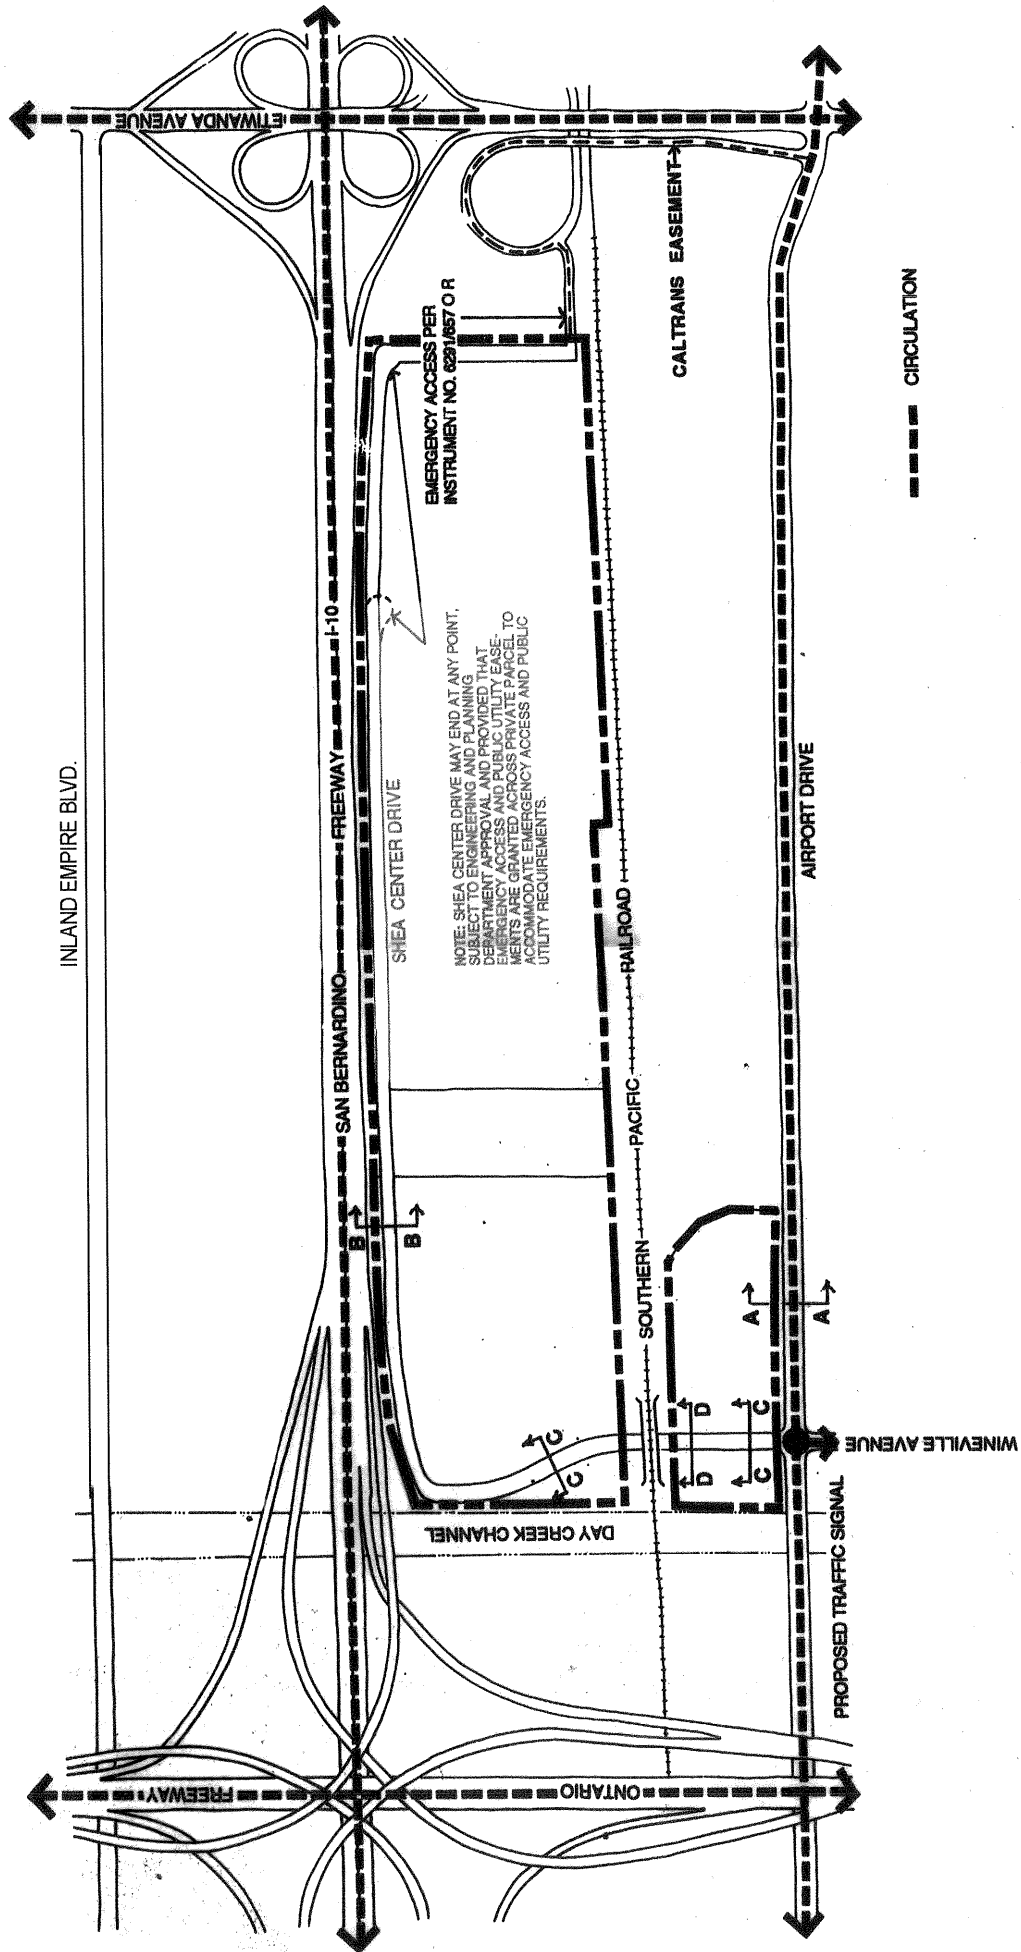 INLAND EMPIRE BLVD.
ETIWANDA AVENUE
SAN BERNARDINO
FREEWAY
I-10
EMERGENCY ACCESS PER
INSTRUMENT NO. 6291/657 O R
SHEA CENTER DRIVE
NOTE: SHEA CENTER DRIVE MAY END AT ANY POINT,
SUBJECT TO ENGINEERING AND PLANNING
DEPARTMENT APPROVAL AND PROVIDED THAT
EMERGENCY ACCESS AND PUBLIC UTILITY EASE-
MENTS ARE GRANTED ACROSS PRIVATE PARCEL TO
ACCOMMODATE EMERGENCY ACCESS AND PUBLIC
UTILITY REQUIREMENTS.
B
B
C
C
DAY CREEK CHANNEL
SOUTHERN
PACIFIC
RAILROAD
CALTRANS EASEMENT
D
D
C
C
A
A
AIRPORT DRIVE
WINEVILLE AVENUE
PROPOSED TRAFFIC SIGNAL
ONTARIO
FREEWAY
CIRCULATION